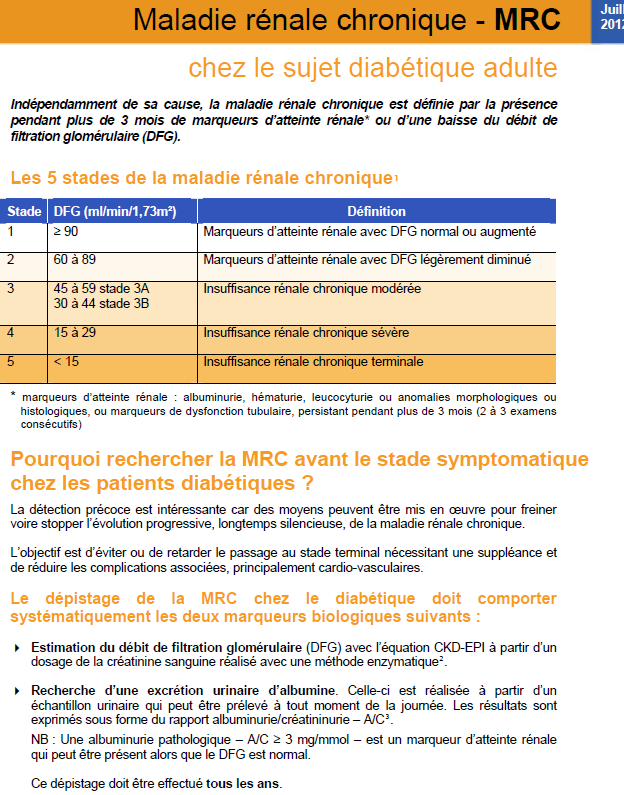 Maladie rénale chronique - MRC
Juill
2012
chez le sujet diabétique adulte
Indépendamment de sa cause, la maladie rénale chronique est définie par la présence
pendant plus de 3 mois de marqueurs d’atteinte rénale* ou d’une baisse du débit de
filtration glomérulaire (DFG).
Les 5 stades de la maladie rénale chronique¹
Stade DFG (ml/min/1,73m²) Définition
1 ≥ 90 Marqueurs d’atteinte rénale avec DFG normal ou augmenté
2 60 à 89 Marqueurs d’atteinte rénale avec DFG légèrement diminué
3 45 à 59 stade 3A Insuffisance rénale chronique modérée
30 à 44 stade 3B
4 15 à 29 Insuffisance rénale chronique sévère
5 < 15 Insuffisance rénale chronique terminale
* marqueurs d’atteinte rénale : albuminurie, hématurie, leucocyturie ou anomalies morphologiques ou
histologiques, ou marqueurs de dysfonction tubulaire, persistant pendant plus de 3 mois (2 à 3 examens
consécutifs)
Pourquoi rechercher la MRC avant le stade symptomatique
chez les patients diabétiques ?
La détection précoce est intéressante car des moyens peuvent être mis en œuvre pour freiner
voire stopper l’évolution progressive, longtemps silencieuse, de la maladie rénale chronique.
L’objectif est d’éviter ou de retarder le passage au stade terminal nécessitant une suppléance et
de réduire les complications associées, principalement cardio-vasculaires.
Le dépistage de la MRC chez le diabétique doit comporter
systématiquement les deux marqueurs biologiques suivants :
Estimation du débit de filtration glomérulaire (DFG) avec l’équation CKD-EPI à partir d’un
dosage de la créatinine sanguine réalisé avec une méthode enzymatique².
Recherche d’une excrétion urinaire d’albumine. Celle-ci est réalisée à partir d’un
échantillon urinaire qui peut être prélevé à tout moment de la journée. Les résultats sont
exprimés sous forme du rapport albuminurie/créatininurie – A/C³.
NB : Une albuminurie pathologique – A/C ≥ 3 mg/mmol – est un marqueur d’atteinte rénale
qui peut être présent alors que le DFG est normal.
Ce dépistage doit être effectué tous les ans.